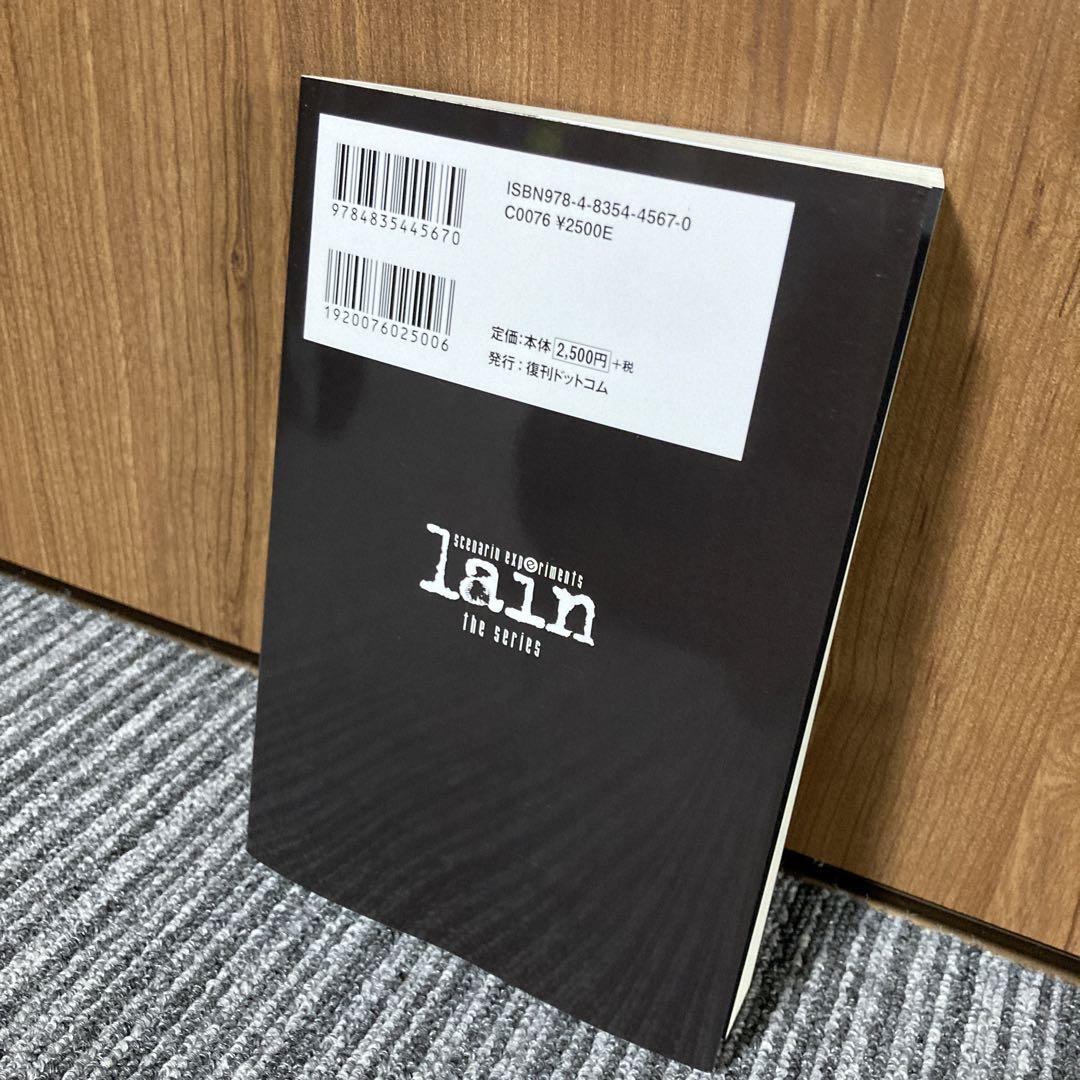 9784835445670
ISBN978-4-8354-4567-0
C0076 ¥2500E
1920076025006
定価:本体2,500円+税
発行:復刊ドットコム
scenario experiments
lain
the series